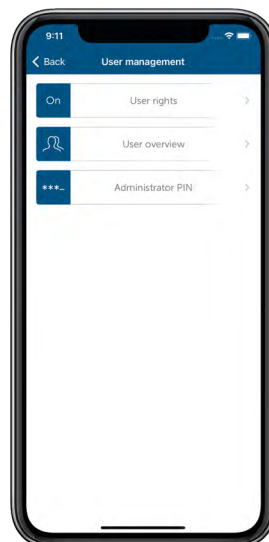 9:11
Back User management
On User rights
User overview
***_ Administrator PIN